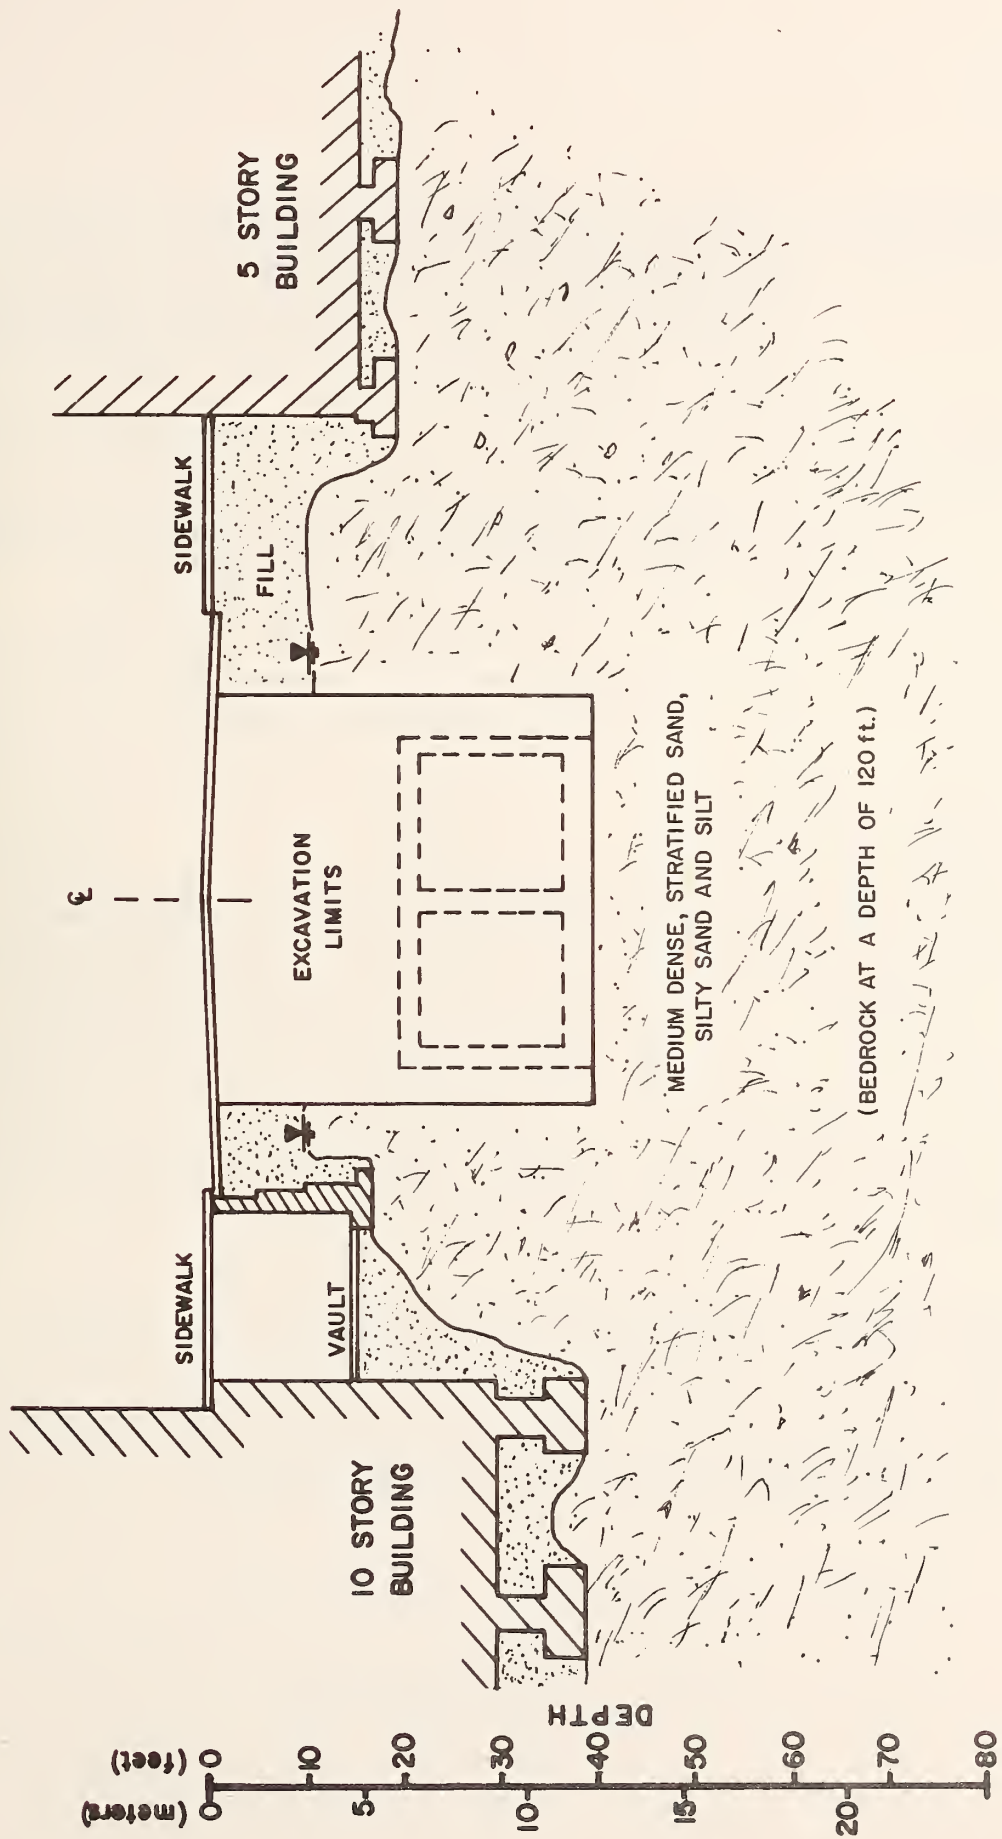 ℄
SIDEWALK
SIDEWALK
5 STORY
BUILDING
FILL
VAULT
EXCAVATION
LIMITS
10 STORY
BUILDING
MEDIUM DENSE, STRATIFIED SAND,
SILTY SAND AND SILT
(BEDROCK AT A DEPTH OF 120 ft.)
(meters)
(feet)
0
5
10
15
20
0
10
20
30
40
50
60
70
80
DEPTH